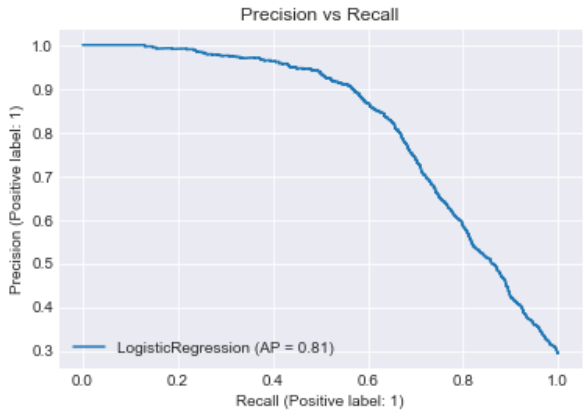 Precision vs Recall
Precision (Positive label: 1)
1.0
0.9
0.8
0.7
0.6
0.5
0.4
0.3
LogisticRegression (AP = 0.81)
0.0 0.2 0.4 0.6 0.8 1.0
Recall (Positive label: 1)